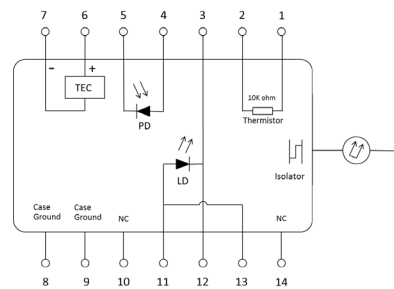 7 6 5 4 3 2 1
- +
TEC
10K ohm
Thermistor
PD
Isolator
LD
Case
Ground
Case
Ground
NC
NC
8 9 10 11 12 13 14